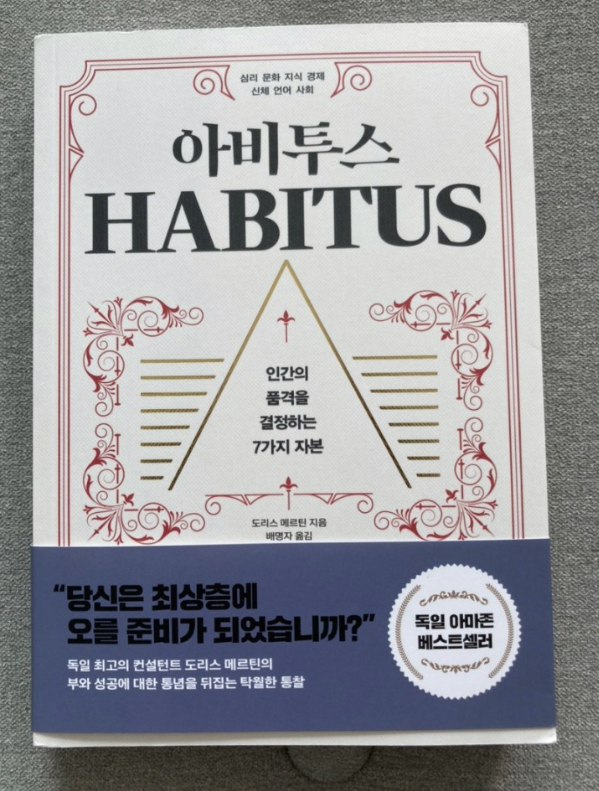 심리 문화 지식 경제
신체 언어 사회
아비투스
HABITUS
인간의
품격을
결정하는
7가지 자본
도리스 메르틴 지음
배명자 옮김
“당신은 최상층에
오를 준비가 되었습니까?”
독일 최고의 컨설턴트 도리스 메르틴의
부와 성공에 대한 통념을 뒤집는 탁월한 통찰
독일 아마존
베스트셀러